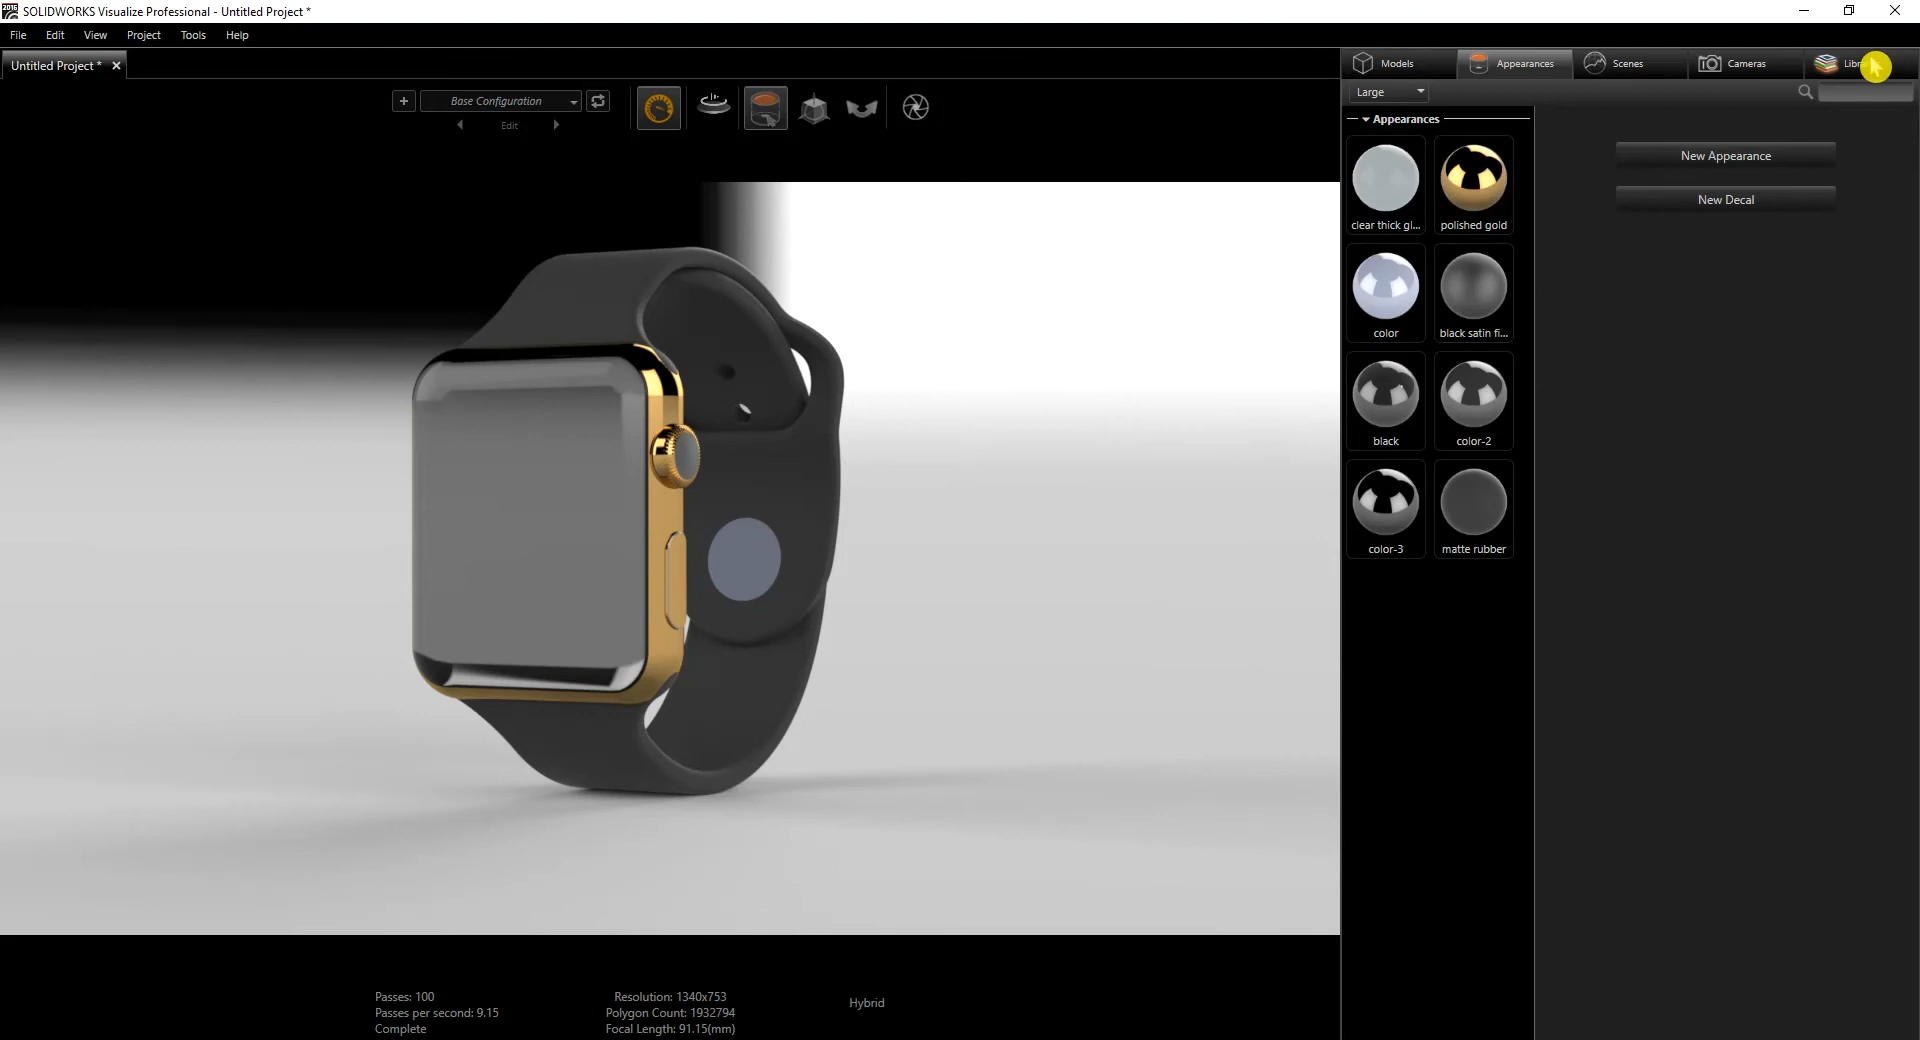 SOLIDWORKS Visualize Professional - Untitled Project *
File Edit View Project Tools Help
Untitled Project *
Base Configuration
Edit
Models Appearances Scenes Cameras
Large
Appearances
New Appearance
New Decal
clear thick gl... polished gold
color black satin fi...
black color-2
color-3 matte rubber
Passes: 100
Passes per second: 9.15
Complete
Resolution: 1340x753
Polygon Count: 1932794
Focal Length: 91.15(mm)
Hybrid